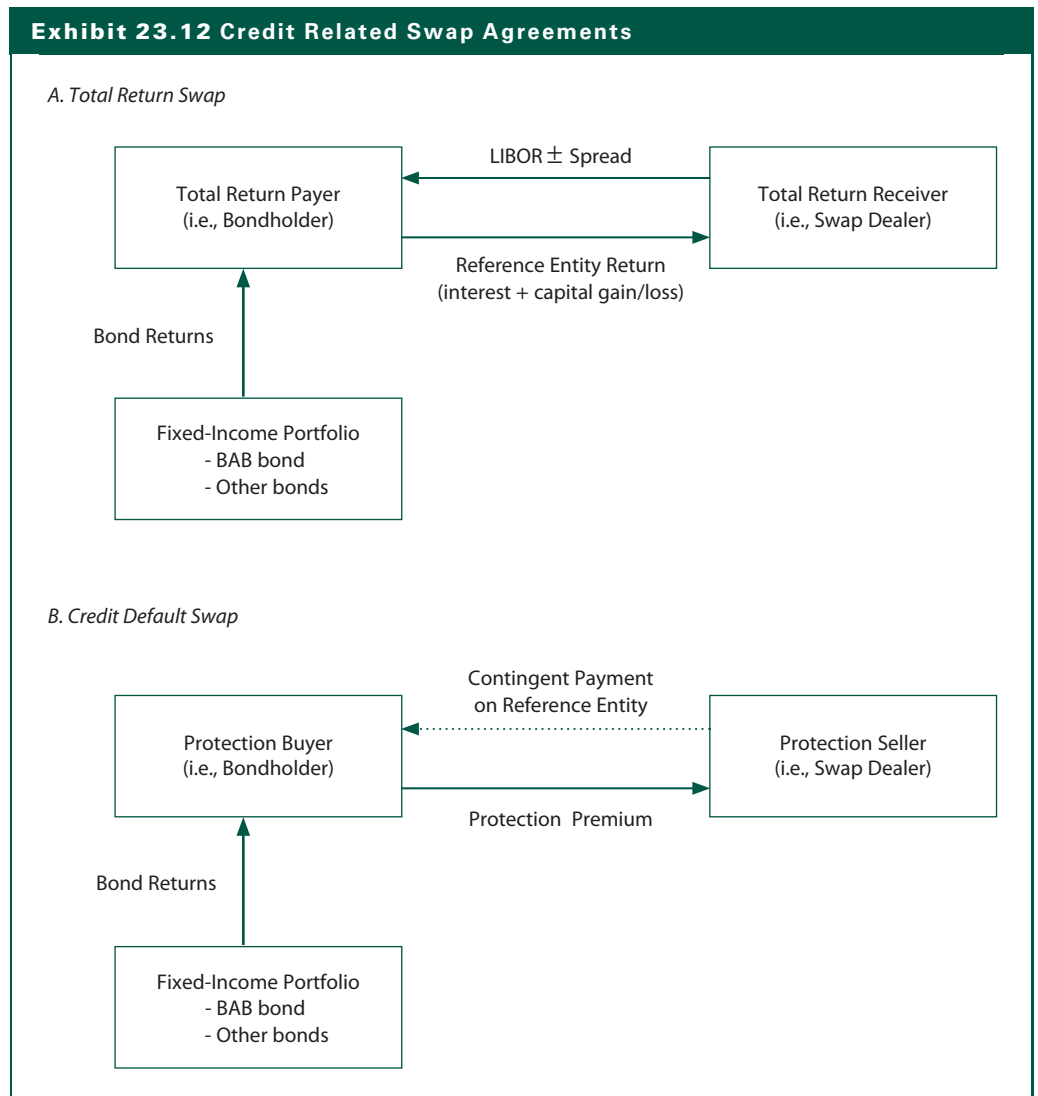 Exhibit 23.12 Credit Related Swap Agreements
A. Total Return Swap
LIBOR ± Spread
Total Return Payer
(i.e., Bondholder)
Total Return Receiver
(i.e., Swap Dealer)
Reference Entity Return
(interest + capital gain/loss)
Bond Returns
Fixed-Income Portfolio
- BAB bond
- Other bonds
B. Credit Default Swap
Contingent Payment
on Reference Entity
Protection Buyer
(i.e., Bondholder)
Protection Seller
(i.e., Swap Dealer)
Protection Premium
Bond Returns
Fixed-Income Portfolio
- BAB bond
- Other bonds